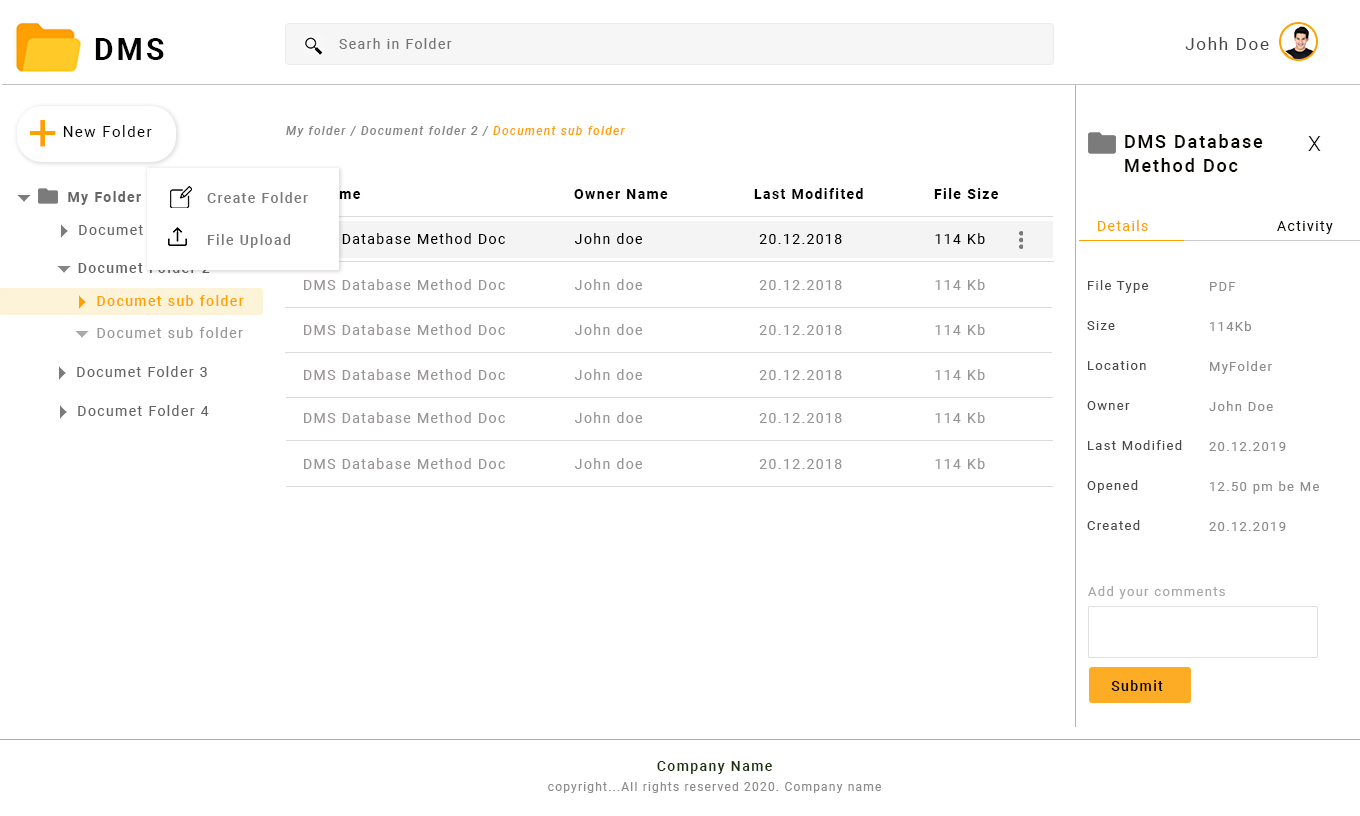 DMS
Searh in Folder
Johh Doe
New Folder
Create Folder
File Upload
My Folder
Documet
Documet Folder 2
Documet sub folder
Documet sub folder
Documet Folder 3
Documet Folder 4
My folder / Document folder 2 / Document sub folder
me Owner Name Last Modifited File Size
Database Method Doc John doe 20.12.2018 114 Kb
DMS Database Method Doc John doe 20.12.2018 114 Kb
DMS Database Method Doc John doe 20.12.2018 114 Kb
DMS Database Method Doc John doe 20.12.2018 114 Kb
DMS Database Method Doc John doe 20.12.2018 114 Kb
DMS Database Method Doc John doe 20.12.2018 114 Kb
DMS Database
Method Doc
X
Details Activity
File Type PDF
Size 114Kb
Location MyFolder
Owner John Doe
Last Modified 20.12.2019
Opened 12.50 pm be Me
Created 20.12.2019
Add your comments
Submit
Company Name
copyright...All rights reserved 2020. Company name